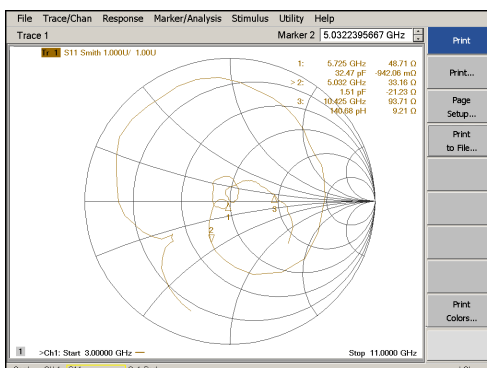 File Trace/Chan Response Marker/Analysis Stimulus Utility Help
Trace 1 Marker 2 5.0322395667 GHz
Tr 1 S11 Smith 1.000U/ 1.00U
1: 5.725 GHz 48.71 Ω
32.47 pF -942.06 mΩ
> 2: 5.032 GHz 33.16 Ω
1.51 pF -21.23 Ω
3: 10.425 GHz 93.71 Ω
140.68 pH 9.21 Ω
1
2
3
1 >Ch1: Start 3.00000 GHz Stop 11.0000 GHz
Print
Print...
Page
Setup...
Print
to File...
Print
Colors...